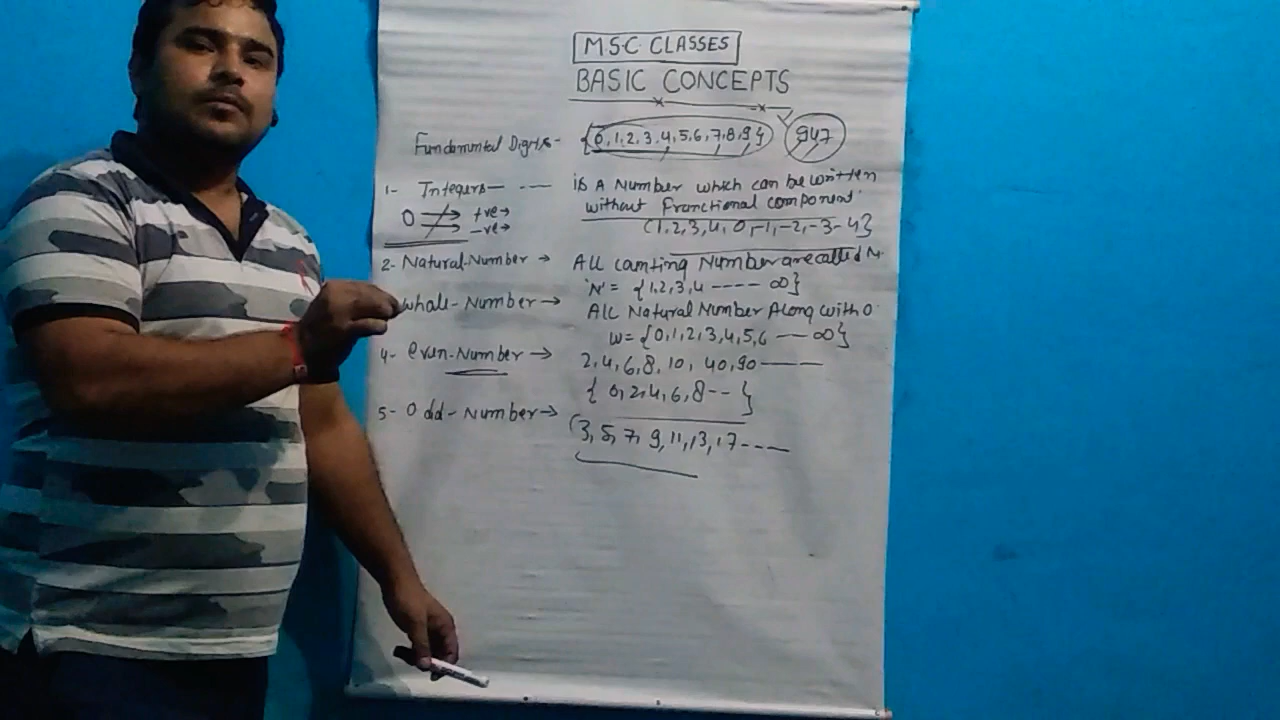 M.S.C. CLASSES
BASIC CONCEPTS
Fundamental Digits - {0,1,2,3,4,5,6,7,8,9} 947
1- Integers - is A Number which can be written
without Franctional component
0 +ve
-ve
(1,2,3,4,0,-1,-2,-3-4}
2- Natural-Number → All camting Number are called N.
'N' = {1,2,3,4 ---- ∞}
whole-Number → All Natural Number Along with 0
W = {0,1,2,3,4,5,6 --- ∞}
4- Even-Number → 2,4,6,8,10, 40,90 ------
{ 0,2,4,6,8-- }
5- Odd-Number → (3,5,7,9,11,13,17----